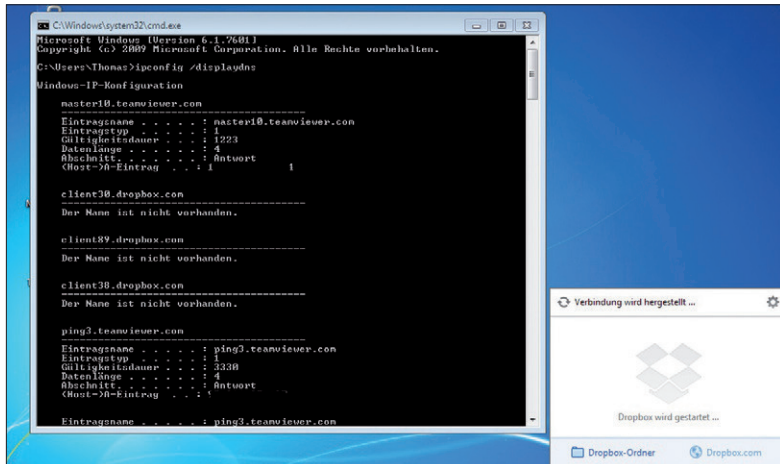 C:\Windows\system32\cmd.exe
Microsoft Windows [Version 6.1.7601]
Copyright (c) 2009 Microsoft Corporation. Alle Rechte vorbehalten.
C:\Users\Thomas>ipconfig /displaydns
Windows-IP-Konfiguration
master10.teamviewer.com
----------------------------------------
Eintragsname . . . . . : master10.teamviewer.com
Eintragstyp . . . . . : 1
Gültigkeitsdauer . . . : 1223
Datenlänge . . . . . . : 4
Abschnitt. . . . . . . : Antwort
(Host-)A-Eintrag . . : 1 1
client30.dropbox.com
----------------------------------------
Der Name ist nicht vorhanden.
client89.dropbox.com
----------------------------------------
Der Name ist nicht vorhanden.
client38.dropbox.com
----------------------------------------
Der Name ist nicht vorhanden.
ping3.teamviewer.com
----------------------------------------
Eintragsname . . . . . : ping3.teamviewer.com
Eintragstyp . . . . . : 1
Gültigkeitsdauer . . . : 3330
Datenlänge . . . . . . : 4
Abschnitt. . . . . . . : Antwort
(Host-)A-Eintrag . . :
Eintragsname . . . . . : ping3.teamviewer.com
Verbindung wird hergestellt ...
Dropbox wird gestartet ...
Dropbox-Ordner
Dropbox.com